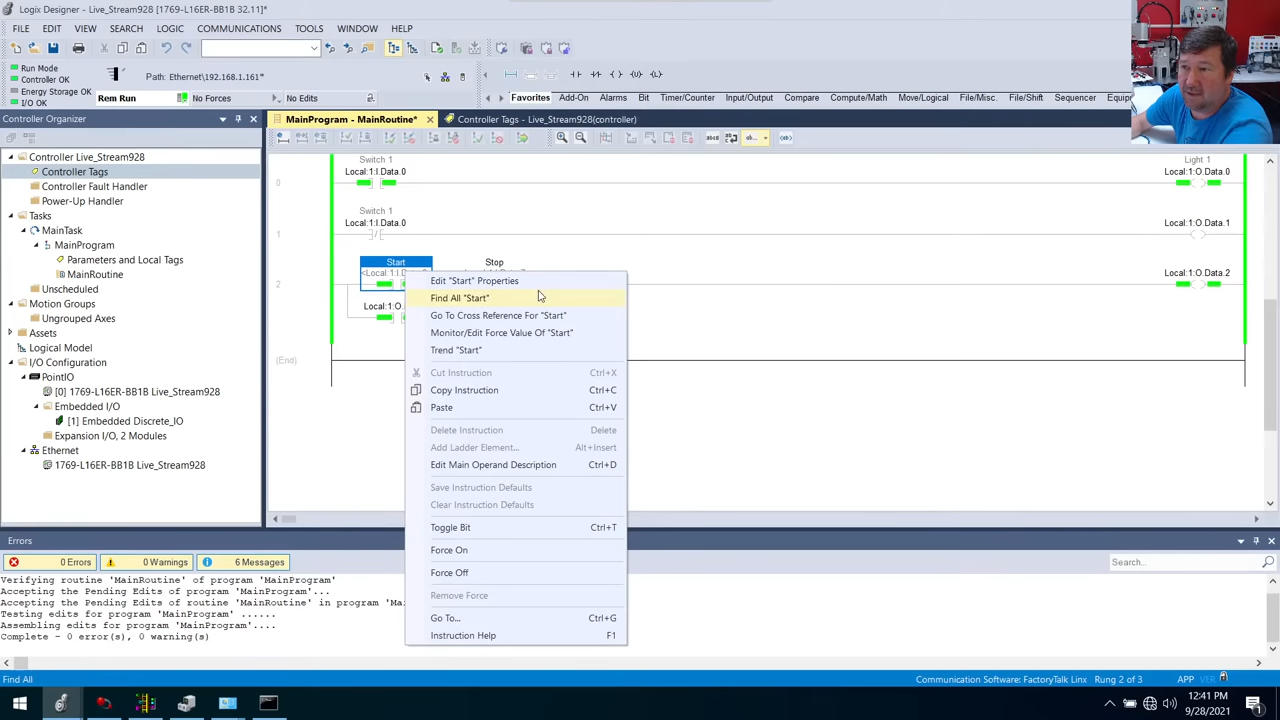 Logix Designer - Live_Stream928 [1769-L16ER-BB1B 32.11]*
FILE EDIT VIEW SEARCH LOGIC COMMUNICATIONS TOOLS WINDOW HELP
Run Mode
Controller OK
Energy Storage OK
I/O OK
Path: Ethernet\192.168.1.161*
Rem Run No Forces No Edits
Favorites Add-On Alarms Bit Timer/Counter Input/Output Compare Compute/Math Move/Logical File/Misc. File/Shift Sequencer
Controller Organizer
MainProgram - MainRoutine* Controller Tags - Live_Stream928(controller)
Controller Live_Stream928
Controller Tags
Controller Fault Handler
Power-Up Handler
Tasks
MainTask
MainProgram
Parameters and Local Tags
MainRoutine
Unscheduled
Motion Groups
Ungrouped Axes
Assets
Logical Model
I/O Configuration
PointIO
[0] 1769-L16ER-BB1B Live_Stream928
Embedded I/O
[1] Embedded Discrete_IO
Expansion I/O, 2 Modules
Ethernet
1769-L16ER-BB1B Live_Stream928
Switch 1 Light 1
Local:1:I.Data.0 Local:1:O.Data.0
0
Switch 1
Local:1:I.Data.0 Local:1:O.Data.1
1
Start Stop
Local:1:O.Data.2
2
(End)
Edit "Start" Properties
Find All "Start"
Go To Cross Reference For "Start"
Monitor/Edit Force Value Of "Start"
Trend "Start"
Cut Instruction Ctrl+X
Copy Instruction Ctrl+C
Paste Ctrl+V
Delete Instruction Delete
Add Ladder Element... Alt+Insert
Edit Main Operand Description Ctrl+D
Save Instruction Defaults
Clear Instruction Defaults
Toggle Bit Ctrl+T
Force On
Force Off
Remove Force
Go To... Ctrl+G
Instruction Help F1
Errors
0 Errors 0 Warnings 6 Messages Search...
Verifying routine 'MainRoutine' of program 'MainProgram'
Accepting the Pending Edits of program 'MainProgram'...
Accepting the Pending Edits of routine 'MainRoutine' in program
Testing edits for program 'MainProgram' ......
Assembling edits for program 'MainProgram'....
Complete - 0 error(s), 0 warning(s)
Find All Communication Software: FactoryTalk Linx Rung 2 of 3 APP VER
12:41 PM
9/28/2021
1